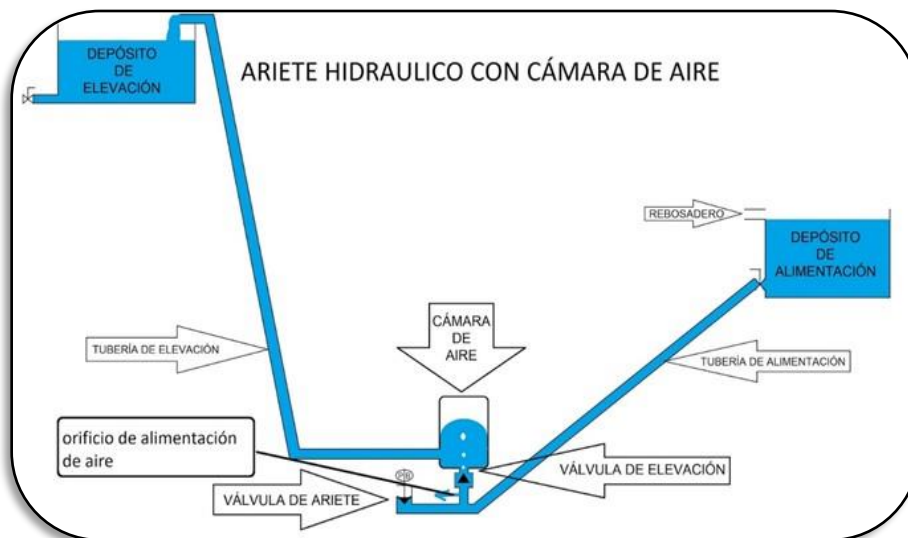 DEPÓSITO
DE
ELEVACIÓN
ARIETE HIDRAULICO CON CÁMARA DE AIRE
REBOSADERO
DEPÓSITO
DE
ALIMENTACIÓN
CÁMARA
DE
AIRE
TUBERÍA DE ELEVACIÓN
TUBERÍA DE ALIMENTACIÓN
orificio de alimentación
de aire
VÁLVULA DE ELEVACIÓN
VÁLVULA DE ARIETE